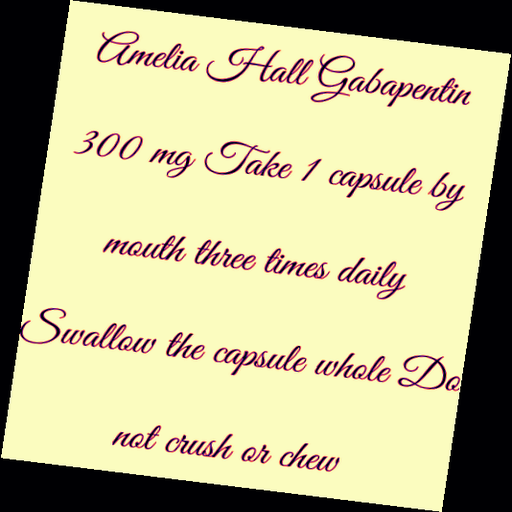 Amelia Hall Gabapentin
300 mg Take 1 capsule by
mouth three times daily
Swallow the capsule whole Do
not crush or chew